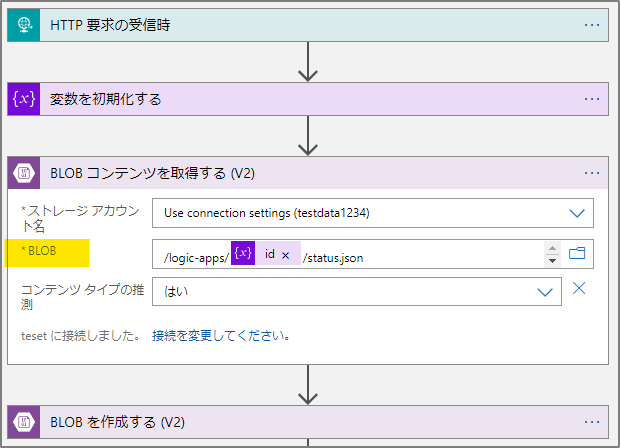 HTTP 要求の受信時
{x} 変数を初期化する
BLOB コンテンツを取得する (V2)
*ストレージ アカウント名
Use connection settings (testdata1234)
*BLOB
/logic-apps/ {x} id × /status.json
コンテンツ タイプの推測
はい
teset に接続しました。 接続を変更してください。
BLOB を作成する (V2)